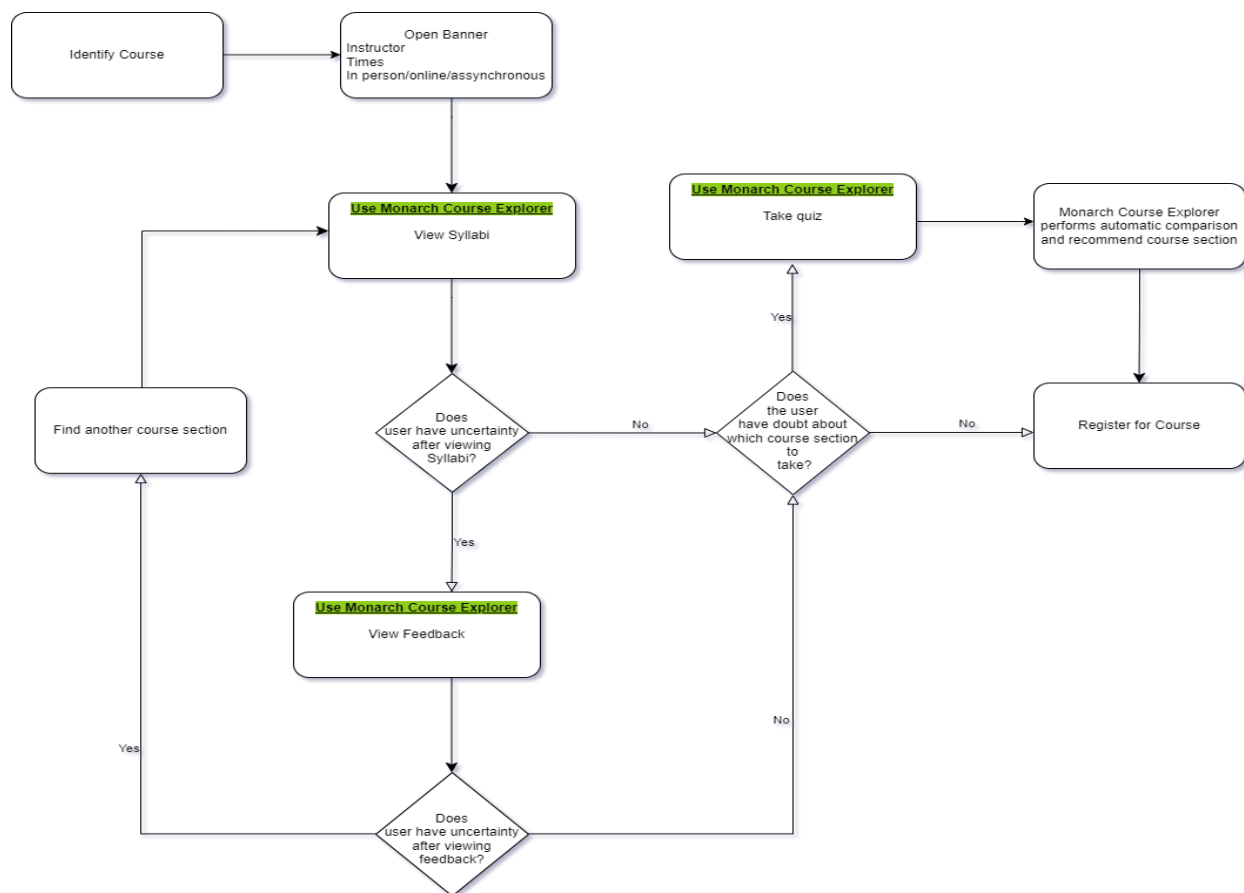 Identify Course
Open Banner
Instructor
Times
In person/online/assynchronous
Use Monarch Course Explorer
View Syllabi
Use Monarch Course Explorer
Take quiz
Monarch Course Explorer
performs automatic comparison
and recommend course section
Yes
Find another course section
Does
user have uncertainty
after viewing
Syllabi?
No
Does
the user
have doubt about
which course section
to
take?
No
Register for Course
Yes
Use Monarch Course Explorer
View Feedback
Yes
No
Does
user have uncertainty
after viewing
feedback?